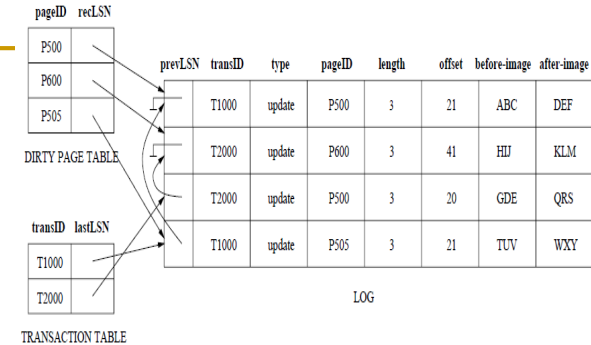 pageID recLSN
P500
P600
P505
DIRTY PAGE TABLE
prevLSN transID type pageID length offset before-image after-image
T1000 update P500 3 21 ABC DEF
T2000 update P600 3 41 HIJ KLM
T2000 update P500 3 20 GDE QRS
T1000 update P505 3 21 TUV WXY
LOG
transID lastLSN
T1000
T2000
TRANSACTION TABLE